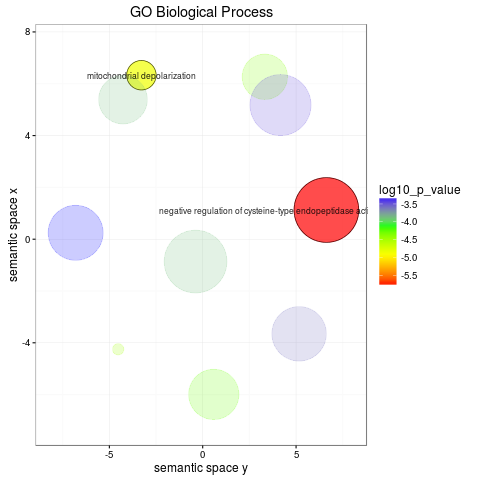 GO Biological Process
8
mitochondrial depolarization
4
log10_p_value
-3.5
-4.0
-4.5
-5.0
-5.5
negative regulation of cysteine-type endopeptidase acti
semantic space x
0
-4
-5
0
5
semantic space y